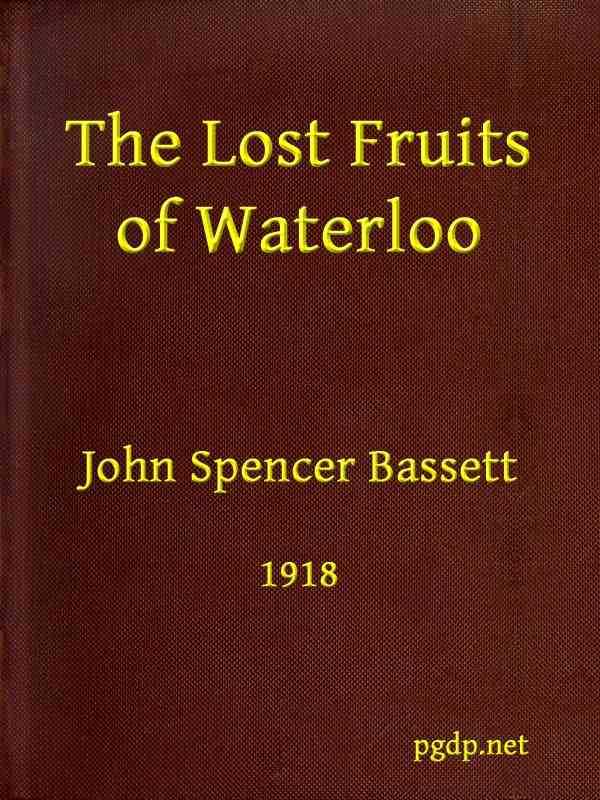 The Lost Fruits
of Waterloo
John Spencer Bassett
1918
pgdp.net